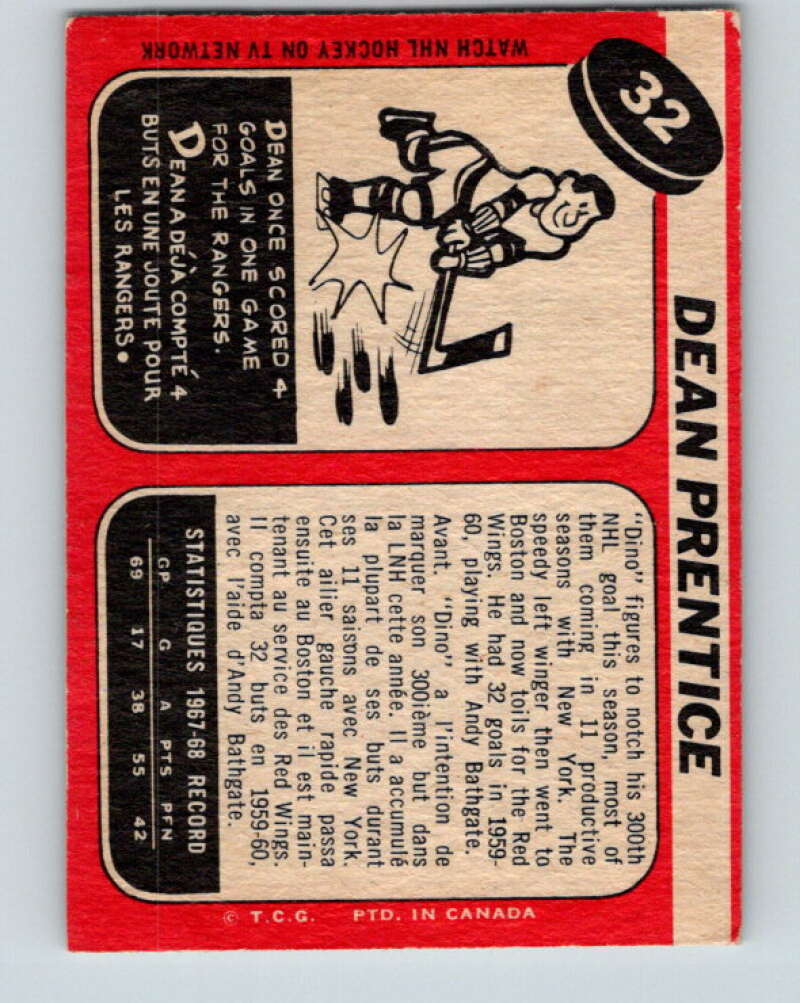 32
DEAN PRENTICE
WATCH NHL HOCKEY ON TV NETWORK
DEAN ONCE SCORED 4
GOALS IN ONE GAME
FOR THE RANGERS.
DEAN A DÉJÀ COMPTÉ 4
BUTS EN UNE JOUTE POUR
LES RANGERS.
"Dino" figures to notch his 300th
NHL goal this season, most of
them coming in 11 productive
seasons with New York. The
speedy left winger then went to
Boston and now toils for the Red
Wings. He had 32 goals in 1959-
60, playing with Andy Bathgate.
Avant. "Dino" a l'intention de
marquer son 300ième but dans
la LNH cette année. Il a accumulé
la plupart de ses buts durant
ses 11 saisons avec New York.
Cet ailier gauche rapide passa
ensuite au Boston et il est main-
tenant au service des Red Wings.
Il compta 32 buts en 1959-60,
avec l'aide d'Andy Bathgate.
STATISTIQUES 1967-68 RECORD
GP G A PTS PEN
69 17 38 55 42
© T.C.G. PTD. IN CANADA